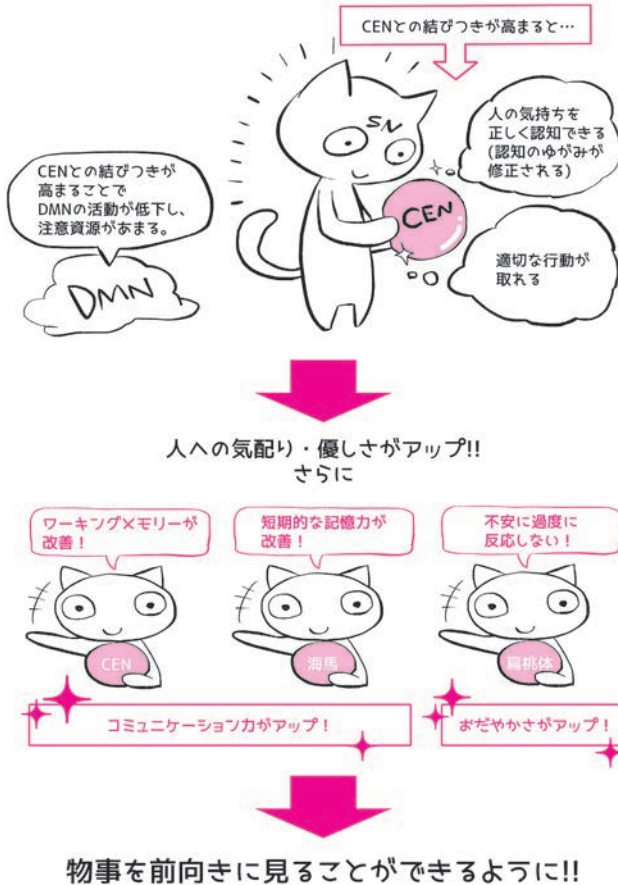 CENとの結びつきが高まると…
SN
CEN
人の気持ちを
正しく認知できる
(認知のゆがみが
修正される)
CENとの結びつきが
高まることで
DMNの活動が低下し、
注意資源があまる。
DMN
適切な行動が
取れる
人への気配り・優しさがアップ!!
さらに
ワーキングメモリーが
改善！
短期的な記憶力が
改善！
不安に過度に
反応しない！
CEN
海馬
扁桃体
コミュニケーション力がアップ！
おだやかさがアップ！
物事を前向きに見ることができるように!!